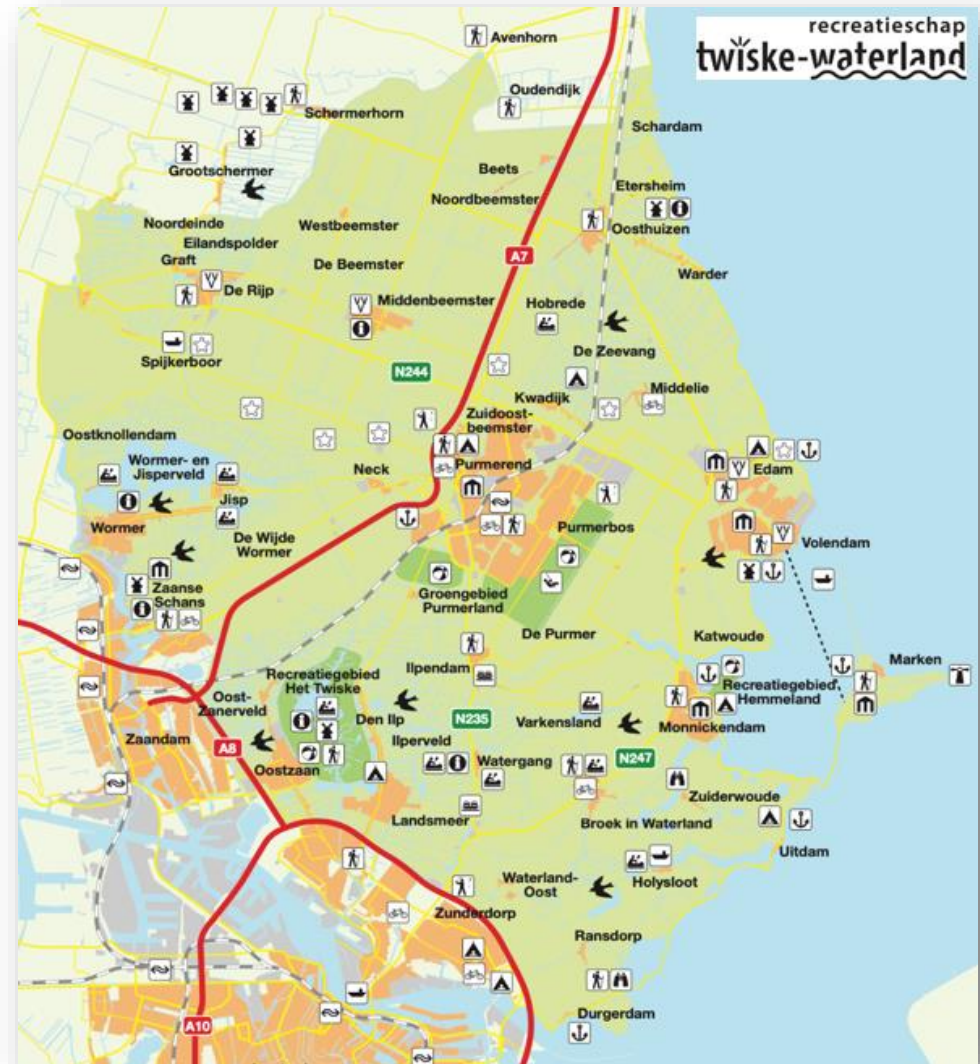 recreatieschap
twiske-waterland
Avenhorn
Oudendijk
Schermerhorn
Schardam
Grootschermer
Beets
Etersheim
Noordbeemster
Noordeinde
Westbeemster
Oosthuizen
Eilandspolder
Graft
De Beemster
A7
Warder
De Rijp
Middenbeemster
Hobrede
Spijkerboor
De Zeevang
N244
Kwadijk
Middelie
Zuidoost-
beemster
Oostknollendam
Wormer- en
Jisperveld
Neck
Purmerend
Edam
Jisp
Wormer
De Wijde
Wormer
Purmerbos
Volendam
Zaanse
Schans
Groengebied
Purmerland
De Purmer
Katwoude
Ilpendam
Marken
Recreatiegebied
Het Twiske
Recreatiegebied
Hemmeland
Oost-
Zanerveld
Den Ilp
N235
Varkensland
Monnickendam
Zaandam
A8
Ilperveld
N247
Oostzaan
Watergang
Zuiderwoude
Landsmeer
Broek in Waterland
Uitdam
Waterland-
Oost
Holysloot
Zunderdorp
Ransdorp
Durgerdam
A10